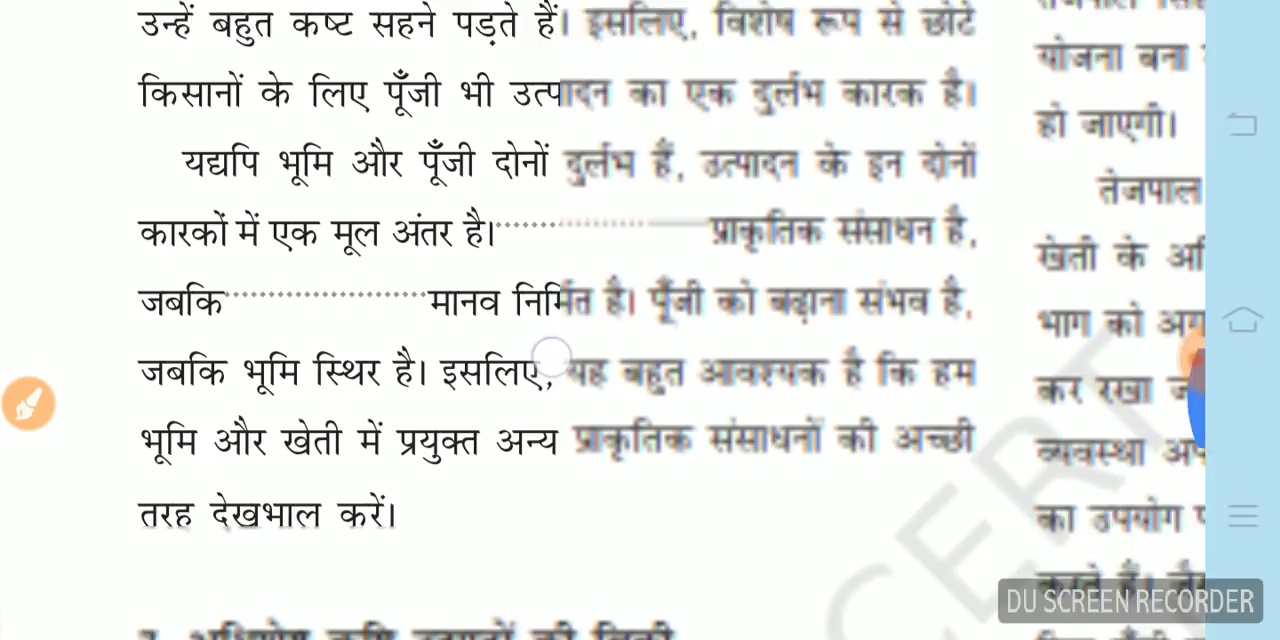 उन्हें बहुत कष्ट सहने पड़ते हैं। इसलिए, विशेष रूप से छोटे
किसानों के लिए पूँजी भी उत्पादन का एक दुर्लभ कारक है।
यद्यपि भूमि और पूँजी दोनों दुर्लभ हैं, उत्पादन के इन दोनों
कारकों में एक मूल अंतर है।.............................. प्राकृतिक संसाधन है,
जबकि.............................. मानव निर्मित है। पूँजी को बढ़ाना संभव है,
जबकि भूमि स्थिर है। इसलिए, यह बहुत आवश्यक है कि हम
भूमि और खेती में प्रयुक्त अन्य प्राकृतिक संसाधनों की अच्छी
तरह देखभाल करें।
योजना बना
हो जाएगी।
तेजपाल
खेती के
भाग को
कर रखा
व्यवस्था
का उपयोग
करते हैं।
DU SCREEN RECORDER